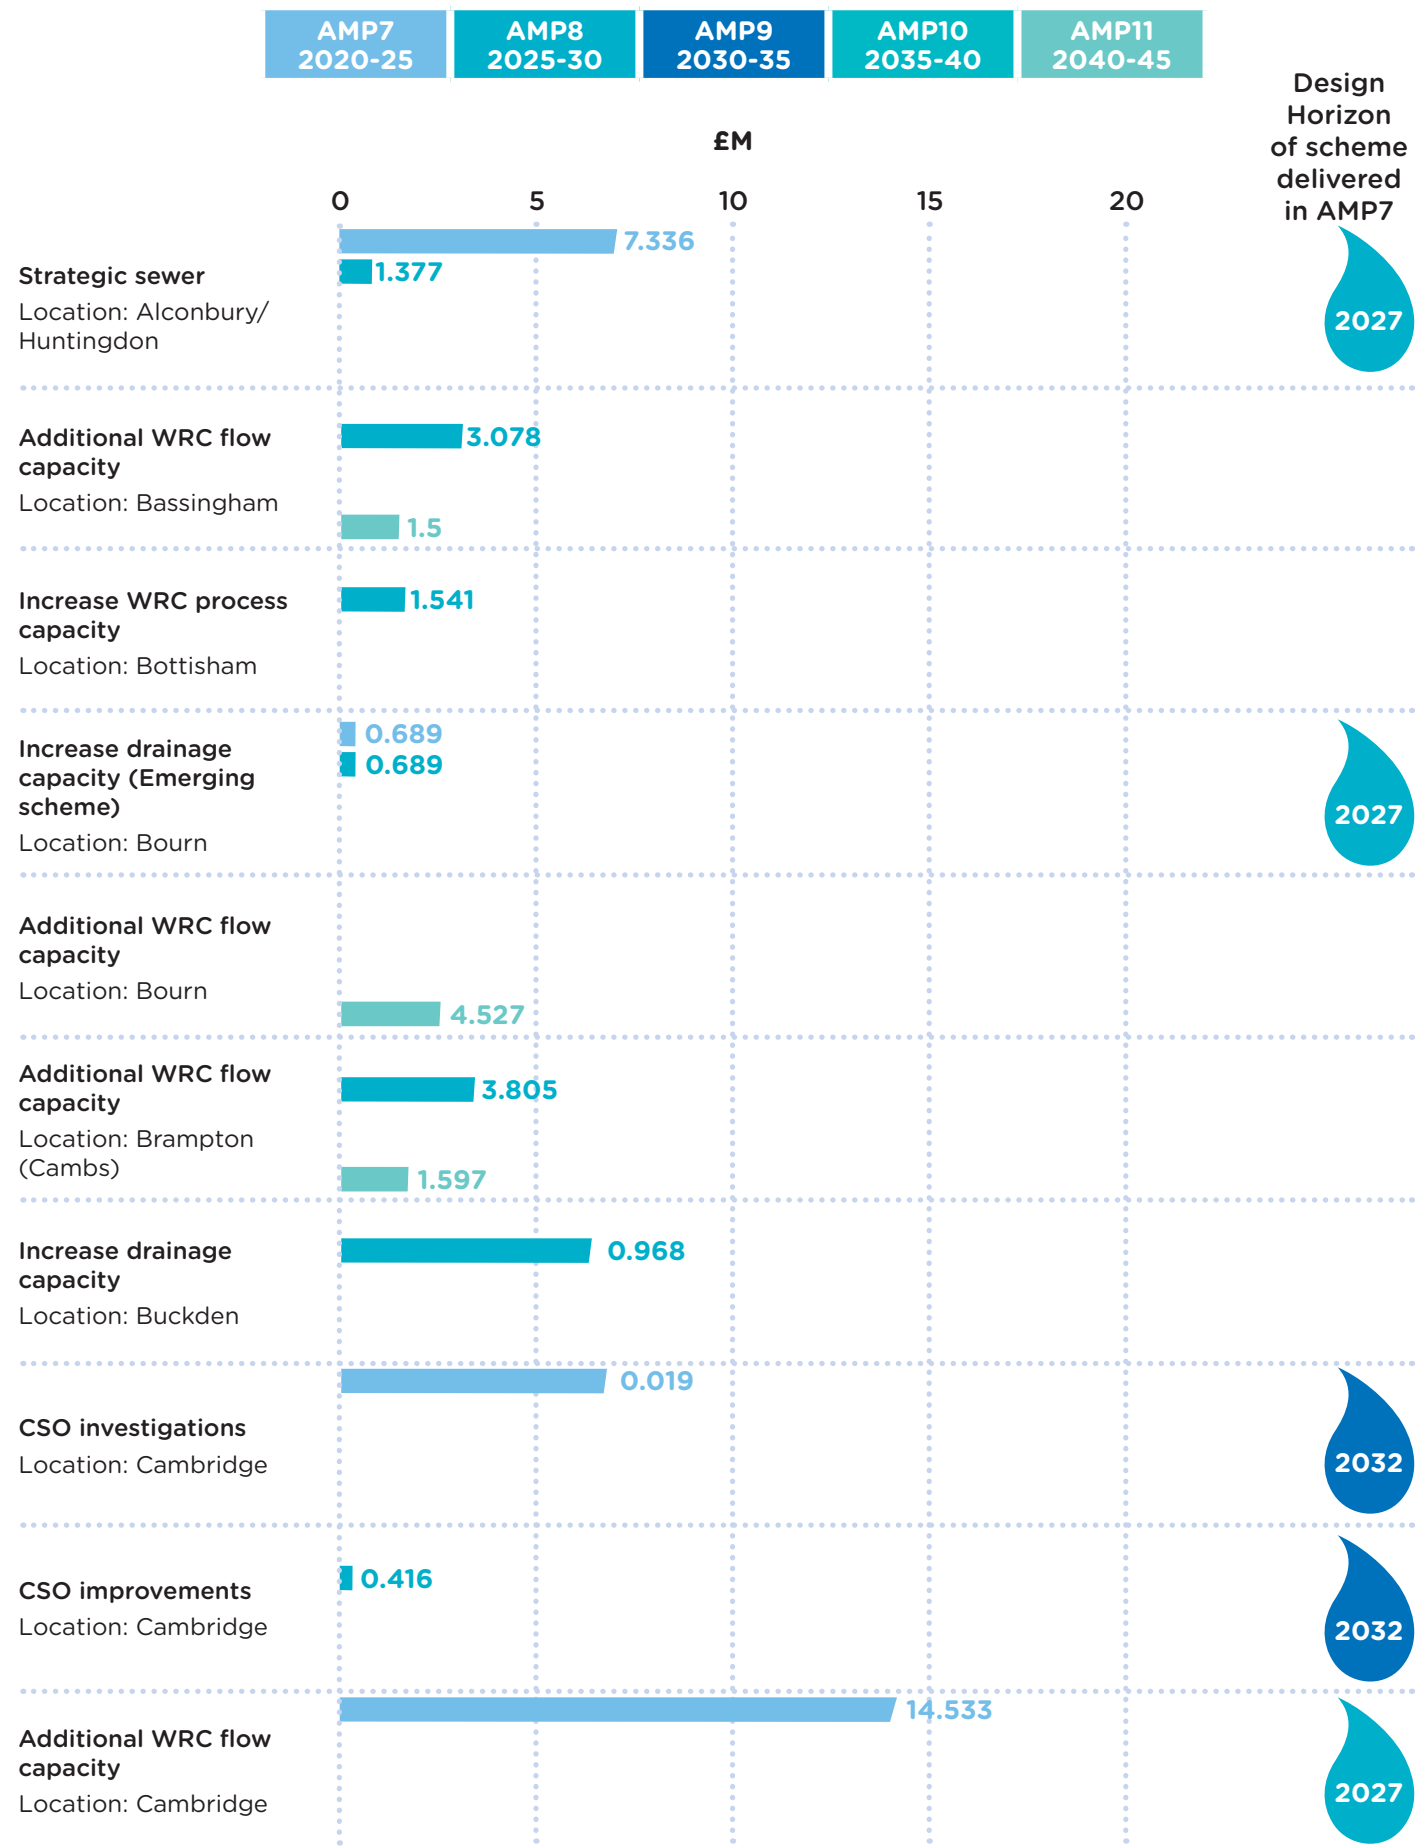 AMP7
2020-25
AMP8
2025-30
AMP9
2030-35
AMP10
2035-40
AMP11
2040-45
Design
Horizon
of scheme
delivered
in AMP7
£M
0 5 10 15 20
7.336
1.377
Strategic sewer
Location: Alconbury/
Huntingdon
2027
Additional WRC flow
capacity
Location: Bassingham
3.078
1.5
Increase WRC process
capacity
Location: Bottisham
1.541
Increase drainage
capacity (Emerging
scheme)
Location: Bourn
0.689
0.689
2027
Additional WRC flow
capacity
Location: Bourn
4.527
Additional WRC flow
capacity
Location: Brampton
(Cambs)
3.805
1.597
Increase drainage
capacity
Location: Buckden
0.968
CSO investigations
Location: Cambridge
0.019
2032
CSO improvements
Location: Cambridge
0.416
2032
Additional WRC flow
capacity
Location: Cambridge
14.533
2027